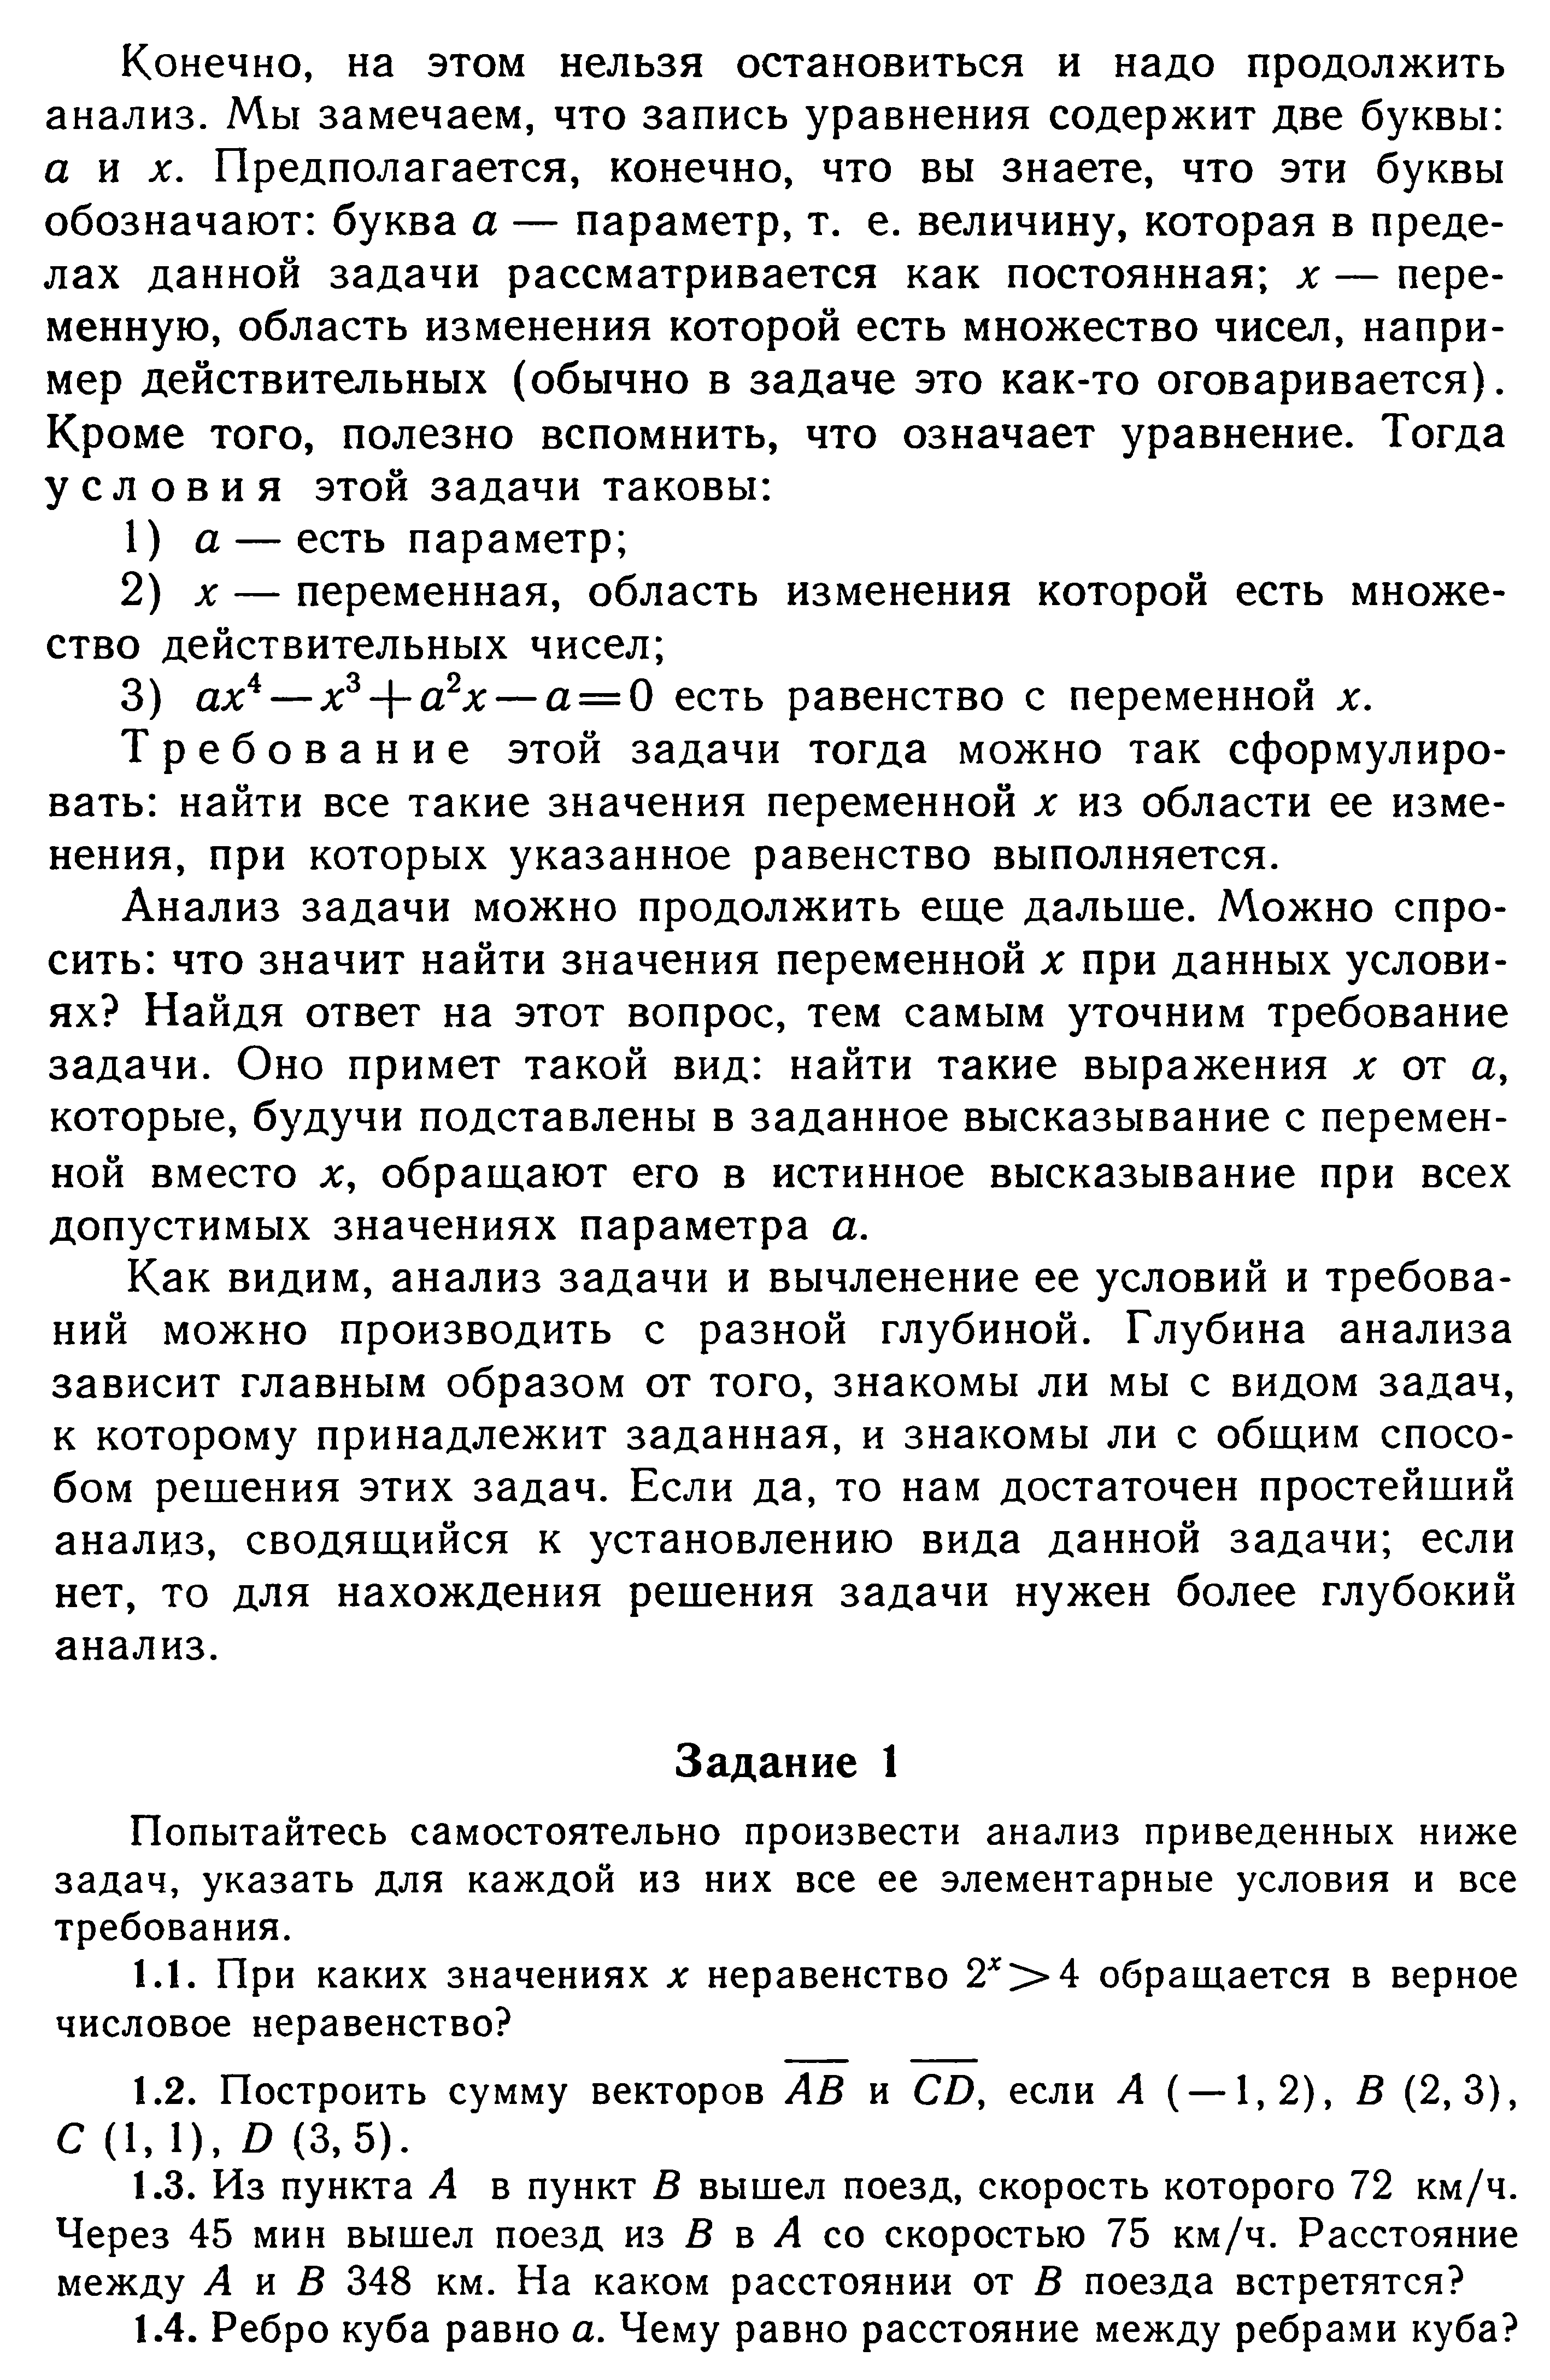 Конечно, на этом нельзя остановиться и надо продолжить
анализ. Мы замечаем, что запись уравнения содержит две буквы:
a и x. Предполагается, конечно, что вы знаете, что эти буквы
обозначают: буква a — параметр, т. е. величину, которая в преде-
лах данной задачи рассматривается как постоянная; x — пере-
менную, область изменения которой есть множество чисел, напри-
мер действительных (обычно в задаче это как-то оговаривается).
Кроме того, полезно вспомнить, что означает уравнение. Тогда
условия этой задачи таковы:
1) a — есть параметр;
2) x — переменная, область изменения которой есть множе-
ство действительных чисел;
3) ax⁴—x³+a²x—a=0 есть равенство с переменной x.
Требование этой задачи тогда можно так сформулиро-
вать: найти все такие значения переменной x из области ее изме-
нения, при которых указанное равенство выполняется.
Анализ задачи можно продолжить еще дальше. Можно спро-
сить: что значит найти значения переменной x при данных услови-
ях? Найдя ответ на этот вопрос, тем самым уточним требование
задачи. Оно примет такой вид: найти такие выражения x от a,
которые, будучи подставлены в заданное высказывание с перемен-
ной вместо x, обращают его в истинное высказывание при всех
допустимых значениях параметра a.
Как видим, анализ задачи и вычленение ее условий и требова-
ний можно производить с разной глубиной. Глубина анализа
зависит главным образом от того, знакомы ли мы с видом задач,
к которому принадлежит заданная, и знакомы ли с общим спосо-
бом решения этих задач. Если да, то нам достаточен простейший
анализ, сводящийся к установлению вида данной задачи; если
нет, то для нахождения решения задачи нужен более глубокий
анализ.
Задание 1
Попытайтесь самостоятельно произвести анализ приведенных ниже
задач, указать для каждой из них все ее элементарные условия и все
требования.
1.1. При каких значениях x неравенство 2ˣ>4 обращается в верное
числовое неравенство?
1.2. Построить сумму векторов A̅B̅ и C̅D̅, если A (—1, 2), B (2, 3),
C (1, 1), D (3, 5).
1.3. Из пункта A в пункт B вышел поезд, скорость которого 72 км/ч.
Через 45 мин вышел поезд из B в A со скоростью 75 км/ч. Расстояние
между A и B 348 км. На каком расстоянии от B поезда встретятся?
1.4. Ребро куба равно a. Чему равно расстояние между ребрами куба?